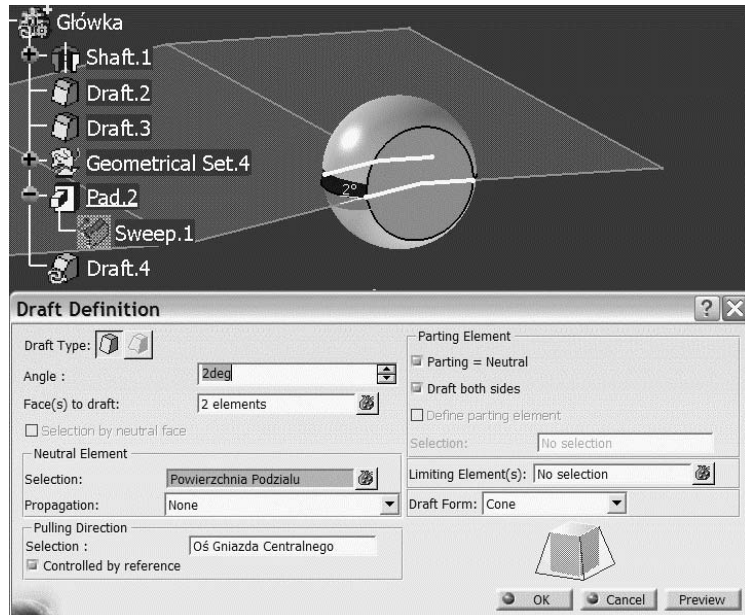 Główka
Shaft.1
Draft.2
Draft.3
Geometrical Set.4
Pad.2
Sweep.1
Draft.4
2°
Draft Definition
Draft Type:
Angle :
2deg
Face(s) to draft:
2 elements
Selection by neutral face
Neutral Element
Selection:
Powierzchnia Podzialu
Propagation:
None
Pulling Direction
Selection :
Oś Gniazda Centralnego
Controlled by reference
Parting Element
Parting = Neutral
Draft both sides
Define parting element
Selection:
No selection
Limiting Element(s):
No selection
Draft Form:
Cone
OK
Cancel
Preview